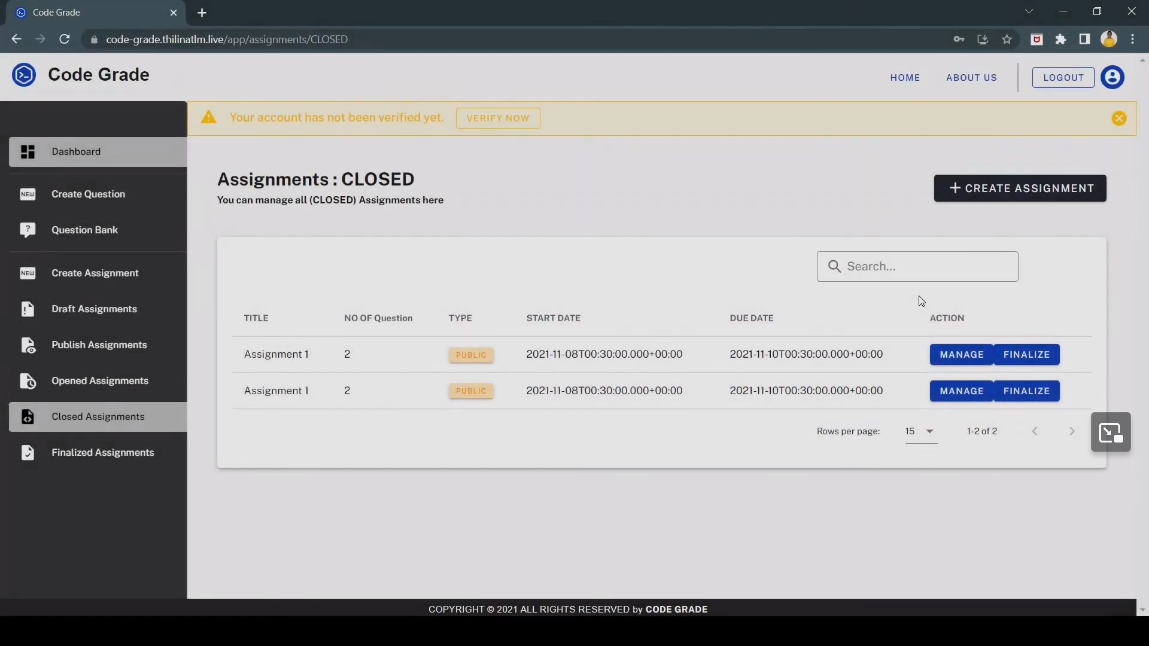 Code Grade
code-grade.thilinatlm.live/app/assignments/CLOSED
Code Grade
HOME
ABOUT US
LOGOUT
Your account has not been verified yet.
VERIFY NOW
Dashboard
NEW Create Question
Question Bank
NEW Create Assignment
Draft Assignments
Publish Assignments
Opened Assignments
Closed Assignments
Finalized Assignments
Assignments : CLOSED
You can manage all (CLOSED) Assignments here
+ CREATE ASSIGNMENT
Search...
TITLE NO OF Question TYPE START DATE DUE DATE ACTION
Assignment 1 2 PUBLIC 2021-11-08T00:30:00.000+00:00 2021-11-10T00:30:00.000+00:00 MANAGE FINALIZE
Assignment 1 2 PUBLIC 2021-11-08T00:30:00.000+00:00 2021-11-10T00:30:00.000+00:00 MANAGE FINALIZE
Rows per page: 15 1-2 of 2
COPYRIGHT © 2021 ALL RIGHTS RESERVED by CODE GRADE